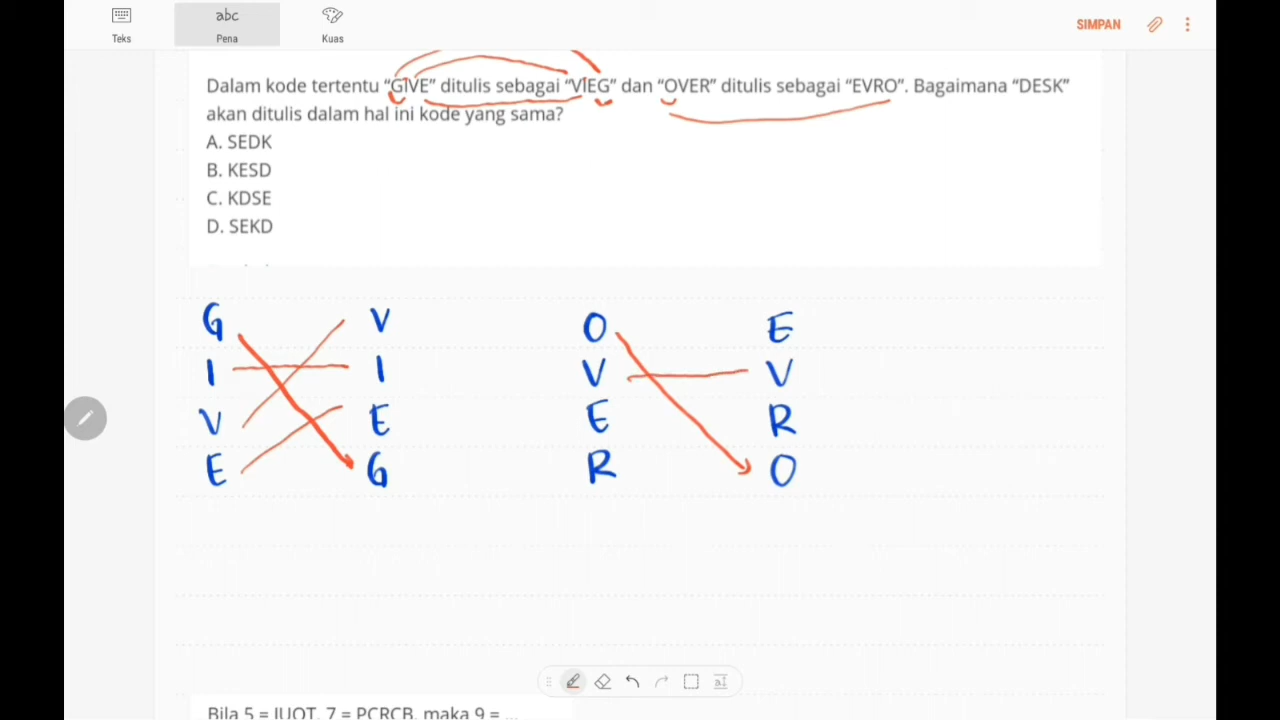 Teks
abc
Pena
Kuas
SIMPAN
Dalam kode tertentu “GIVE” ditulis sebagai “VIEG” dan “OVER” ditulis sebagai “EVRO”. Bagaimana “DESK”
akan ditulis dalam hal ini kode yang sama?
A. SEDK
B. KESD
C. KDSE
D. SEKD
G V O E
I I V V
V E E R
E G R O
Bila 5 = IUOT, 7 = PCRCB, maka 9 = ...